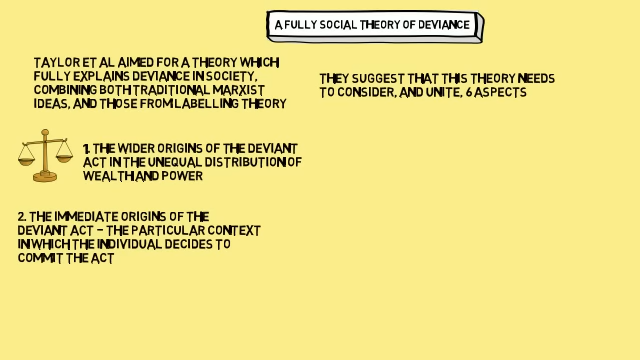 A FULLY SOCIAL THEORY OF DEVIANCE
TAYLOR ET AL AIMED FOR A THEORY WHICH
FULLY EXPLAINS DEVIANCE IN SOCIETY,
COMBINING BOTH TRADITIONAL MARXIST
IDEAS, AND THOSE FROM LABELLING THEORY
THEY SUGGEST THAT THIS THEORY NEEDS
TO CONSIDER, AND UNITE, 6 ASPECTS
1. THE WIDER ORIGINS OF THE DEVIANT
ACT IN THE UNEQUAL DISTRIBUTION OF
WEALTH AND POWER
2. THE IMMEDIATE ORIGINS OF THE
DEVIANT ACT – THE PARTICULAR CONTEXT
IN WHICH THE INDIVIDUAL DECIDES TO
COMMIT THE ACT